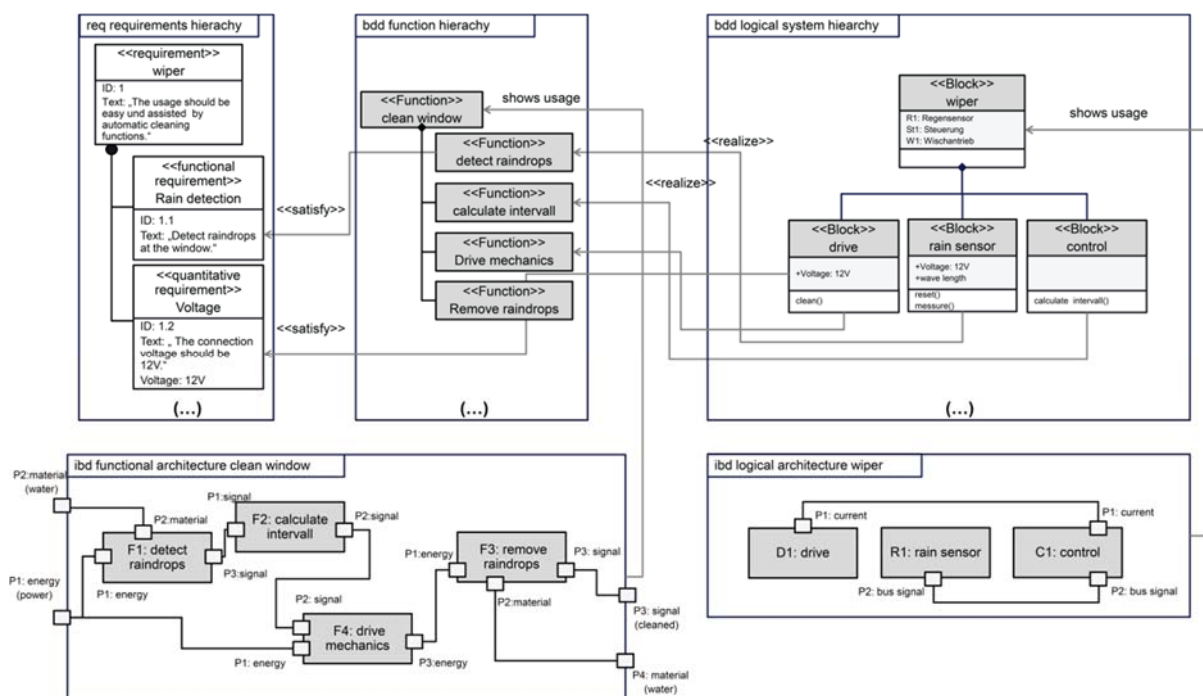 req requirements hierachy
<<requirement>>
wiper
ID: 1
Text: „The usage should be
easy und assisted by
automatic cleaning
functions.“
<<functional
requirement>>
Rain detection
ID: 1.1
Text: „Detect raindrops
at the window.“
<<quantitative
requirement>>
Voltage
ID: 1.2
Text: „ The connection
voltage should be
12V.“
Voltage: 12V
(...)
<<satisfy>>
<<satisfy>>
bdd function hierachy
<<Function>>
clean window
<<Function>>
detect raindrops
<<Function>>
calculate intervall
<<Function>>
Drive mechanics
<<Function>>
Remove raindrops
(...)
shows usage
<<realize>>
<<realize>>
bdd logical system hiearchy
<<Block>>
wiper
R1: Regensensor
St1: Steuerung
W1: Wischantrieb
shows usage
<<Block>>
drive
+Voltage: 12V
clean()
<<Block>>
rain sensor
+Voltage: 12V
+wave length
reset()
messure()
<<Block>>
control
calculate intervall()
(...)
ibd functional architecture clean window
P2:material
(water)
P1: energy
(power)
P2:material
F1: detect
raindrops
P1: energy
P3:signal
P1:signal
F2: calculate
intervall
P2:signal
P2: signal
F4: drive
mechanics
P1: energy
P3:energy
P1:energy
F3: remove
raindrops
P3: signal
P2:material
P3: signal
(cleaned)
P4: material
(water)
ibd logical architecture wiper
P1: current
P1: current
D1: drive
R1: rain sensor
C1: control
P2: bus signal
P2: bus signal